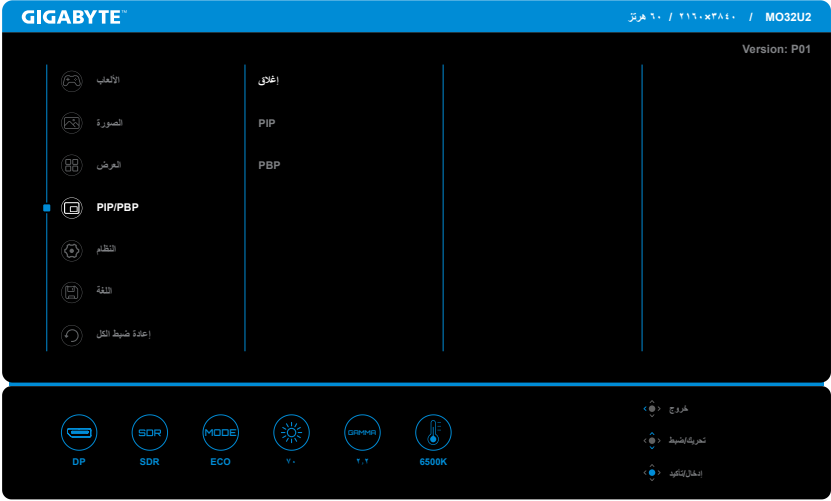 GIGABYTE™
MO32U2 / ٣٨٤٠×٢١٦٠ / ٦٠ هرتز
Version: P01
الألعاب
الصورة
العرض
PIP/PBP
النظام
اللغة
إعادة ضبط الكل
إغلاق
PIP
PBP
SDR
MODE
GAMMA
DP
SDR
ECO
٧٠
٢.٢
6500K
خروج
تحريك/ضبط
إدخال/تأكيد